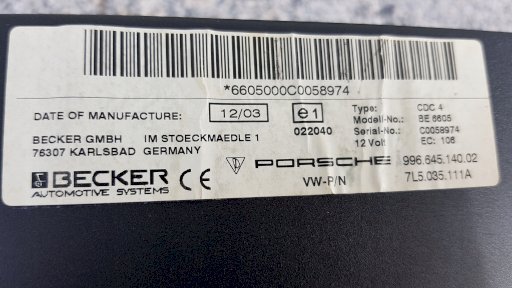 *6605000C0058974
DATE OF MANUFACTURE: 12/03 e1 Type: CDC 4
022040 Modell-No.: BE 6605
BECKER GMBH IM STOECKMAEDLE 1 Serial-No.: C0058974
76307 KARLSBAD GERMANY 12 Volt EC: 108
PORSCHE 996.645.140.02
BECKER CE VW-P/N 7L5.035.111A
AUTOMOTIVE SYSTEMS